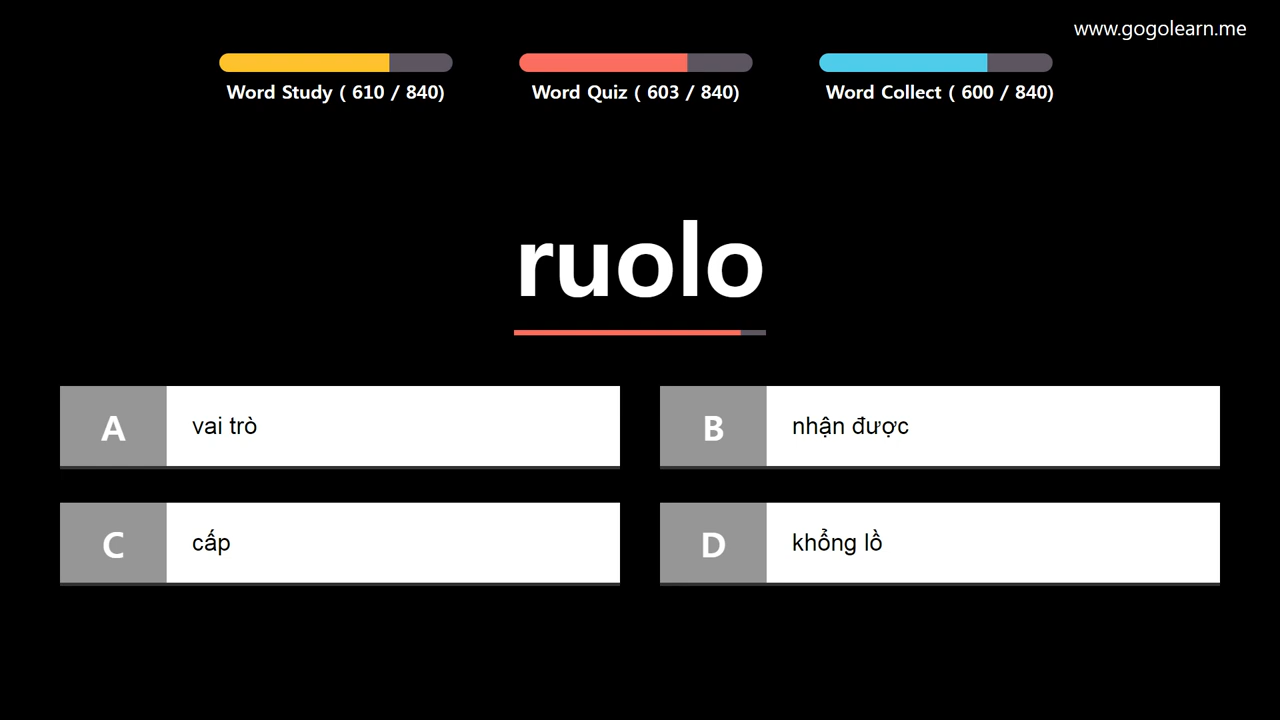 www.gogolearn.me
Word Study ( 610 / 840)
Word Quiz ( 603 / 840)
Word Collect ( 600 / 840)
ruolo
A
vai trò
B
nhận được
C
cấp
D
khổng lồ